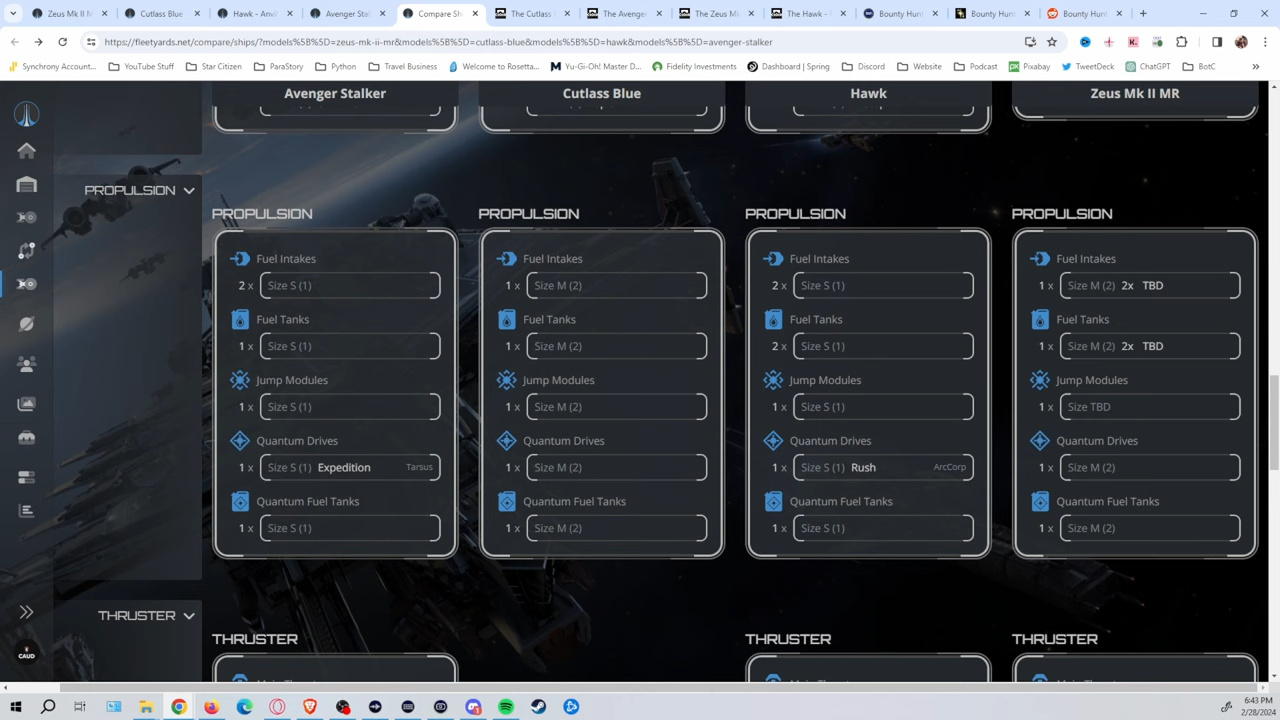 Zeus Mk II M
Cutlass Blue
Hawk - Anvi
Avenger Stal
Compare Sh
The Cutlass
The Avenge
The Zeus Mk
The Hawk -
Bounty Hunt
Bounty Hun
Bounty Hun
https://fleetyards.net/compare/ships/?models%5B%5D=zeus-mk-ii-mr&models%5B%5D=cutlass-blue&models%5B%5D=hawk&models%5B%5D=avenger-stalker
Synchrony Account...
YouTube Stuff
Star Citizen
ParaStory
Python
Travel Business
Welcome to Rosetta...
Yu-Gi-Oh! Master D...
Fidelity Investments
Dashboard | Spring
Discord
Website
Podcast
Pixabay
TweetDeck
ChatGPT
BotC
Avenger Stalker
Cutlass Blue
Hawk
Zeus Mk II MR
PROPULSION
PROPULSION
Fuel Intakes
2 x Size S (1)
Fuel Tanks
1 x Size S (1)
Jump Modules
1 x Size S (1)
Quantum Drives
1 x Size S (1) Expedition Tarsus
Quantum Fuel Tanks
1 x Size S (1)
PROPULSION
Fuel Intakes
1 x Size M (2)
Fuel Tanks
1 x Size M (2)
Jump Modules
1 x Size M (2)
Quantum Drives
1 x Size M (2)
Quantum Fuel Tanks
1 x Size M (2)
PROPULSION
Fuel Intakes
2 x Size S (1)
Fuel Tanks
2 x Size S (1)
Jump Modules
1 x Size S (1)
Quantum Drives
1 x Size S (1) Rush ArcCorp
Quantum Fuel Tanks
1 x Size S (1)
PROPULSION
Fuel Intakes
1 x Size M (2) 2x TBD
Fuel Tanks
1 x Size M (2) 2x TBD
Jump Modules
1 x Size TBD
Quantum Drives
1 x Size M (2)
Quantum Fuel Tanks
1 x Size M (2)
THRUSTER
THRUSTER
THRUSTER
THRUSTER
CAUD
6:43 PM
2/28/2024